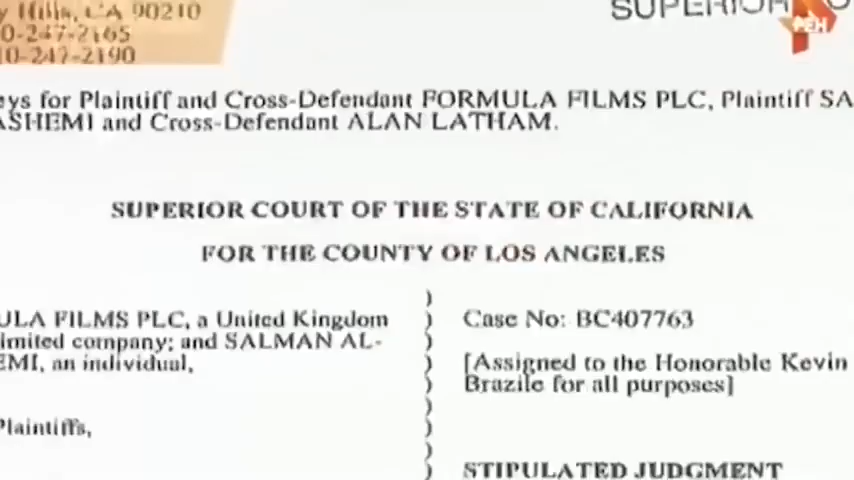 Hills, CA 90210
0-247-2165
10-247-2190
SUPERIOR
РЕН
eys for Plaintiff and Cross-Defendant FORMULA FILMS PLC, Plaintiff SA
ASHEMI and Cross-Defendant ALAN LATHAM.
SUPERIOR COURT OF THE STATE OF CALIFORNIA
FOR THE COUNTY OF LOS ANGELES
ULA FILMS PLC, a United Kingdom
limited company; and SALMAN AL-
EMI, an individual,
Plaintiffs,
)
)
)
)
)
)
)
)
)
Case No: BC407763
[Assigned to the Honorable Kevin
Brazile for all purposes]
STIPULATED JUDGMENT